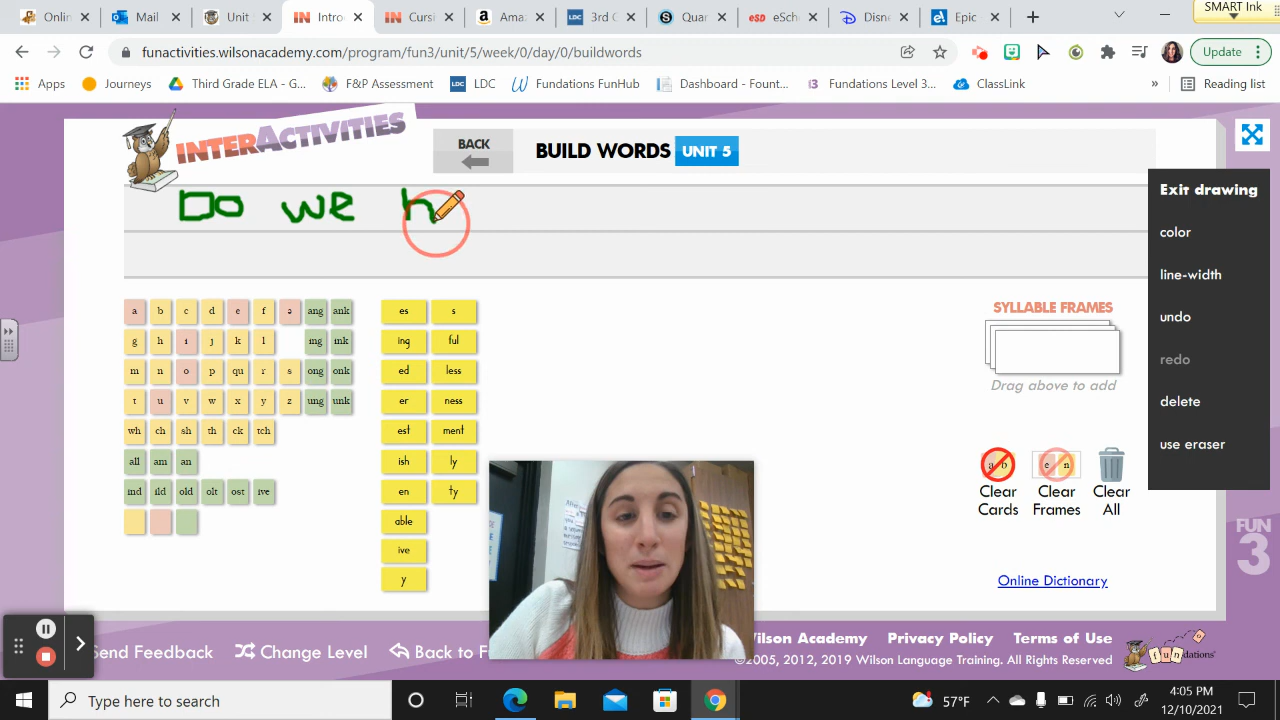 Onlin
Mail
Unit
Intro
Cursi
Ama
3rd G
Quar
eSch
Disne
Epic
SMART Ink
funactivities.wilsonacademy.com/program/fun3/unit/5/week/0/day/0/buildwords
Update
Apps
Journeys
Third Grade ELA - G...
F&P Assessment
LDC
Fundations FunHub
Dashboard - Fount...
Fundations Level 3...
ClassLink
»
Reading list
INTERACTIVITIES
BACK
BUILD WORDS UNIT 5
Exit drawing
color
line-width
undo
redo
delete
use eraser
Do we h
a b c d e f ə ang ank
g h i j k l ing ink
m n o p qu r s ong onk
t u v w x y z ung unk
wh ch sh th ck tch
all am an
ind ild old olt ost ive
es s
ing ful
ed less
er ness
est ment
ish ly
en ty
able
ive
y
SYLLABLE FRAMES
Drag above to add
a b
e n
Clear Cards
Clear Frames
Clear All
Online Dictionary
FUN 3
Send Feedback
Change Level
Back to F
Wilson Academy
Privacy Policy
Terms of Use
©2005, 2012, 2019 Wilson Language Training. All Rights Reserved
Fundations
Type here to search
57°F
4:05 PM
12/10/2021